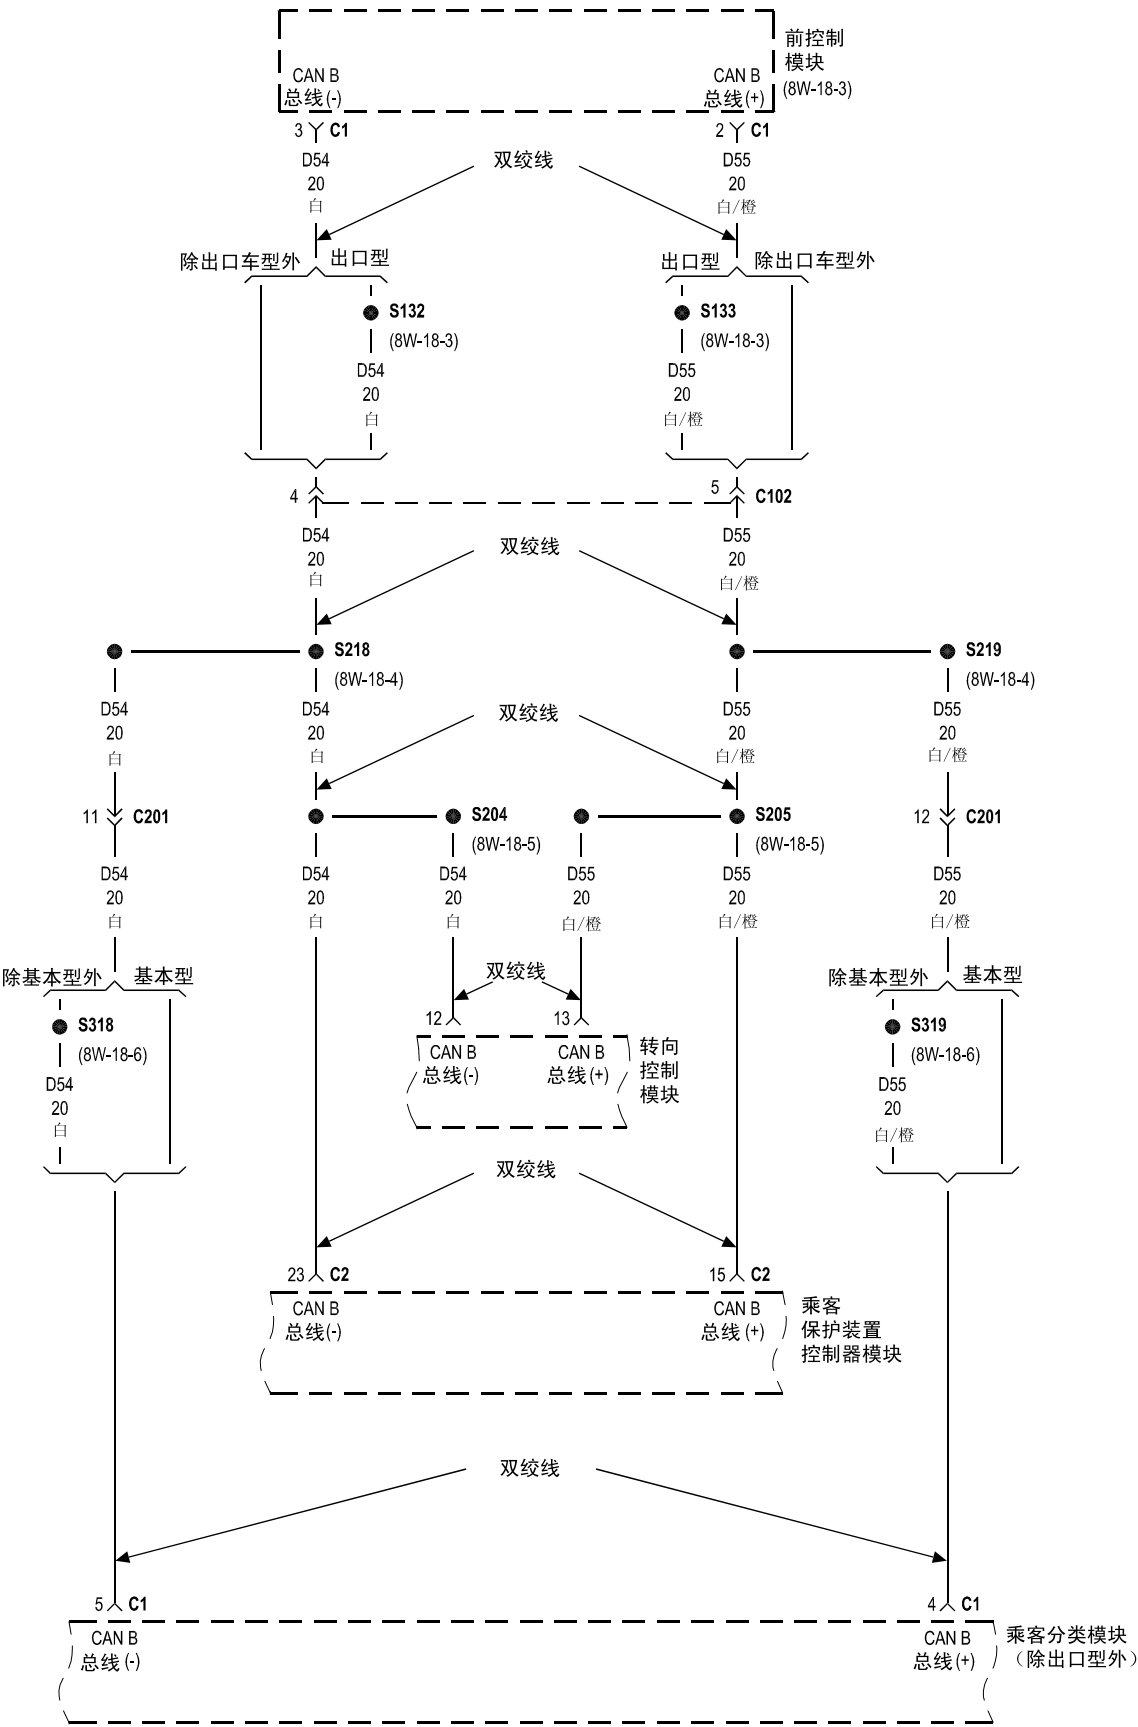 前控制
模块
(8W-18-3)
CAN B
总线(-)
CAN B
总线(+)
3 C1
2 C1
D54
20
白
双绞线
D55
20
白/橙
除出口车型外
出口型
出口型
除出口车型外
S132
(8W-18-3)
D54
20
白
S133
(8W-18-3)
D55
20
白/橙
4
5 C102
D54
20
白
双绞线
D55
20
白/橙
S218
(8W-18-4)
S219
(8W-18-4)
D54
20
白
D54
20
白
双绞线
D55
20
白/橙
D55
20
白/橙
11 C201
S204
(8W-18-5)
S205
(8W-18-5)
12 C201
D54
20
白
D54
20
白
D54
20
白
D55
20
白/橙
D55
20
白/橙
D55
20
白/橙
除基本型外
基本型
双绞线
除基本型外
基本型
S318
(8W-18-6)
D54
20
白
12
13
CAN B
总线(-)
CAN B
总线(+)
转向
控制
模块
S319
(8W-18-6)
D55
20
白/橙
双绞线
23 C2
15 C2
CAN B
总线(-)
CAN B
总线(+)
乘客
保护装置
控制器模块
双绞线
5 C1
4 C1
CAN B
总线(-)
CAN B
总线(+)
乘客分类模块
（除出口型外）